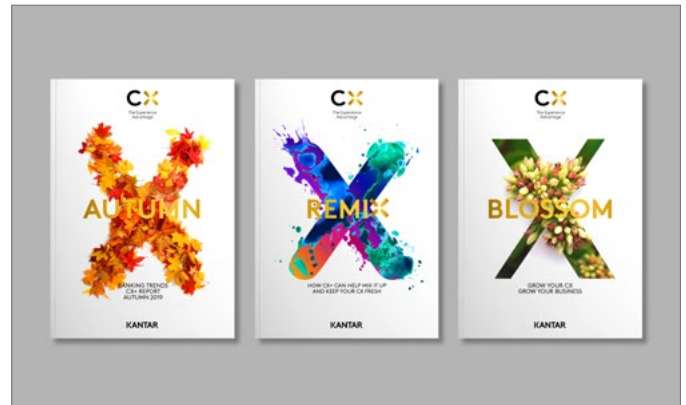 CX
The Experience
Advantage
AUTUMN
BANKING TRENDS
CX+ REPORT
AUTUMN 2019
KANTAR
CX
The Experience
Advantage
REMIX
HOW CX+ CAN HELP MIX IT UP
AND KEEP YOUR CX FRESH
KANTAR
CX
The Experience
Advantage
BLOSSOM
GROW YOUR CX
GROW YOUR BUSINESS
KANTAR